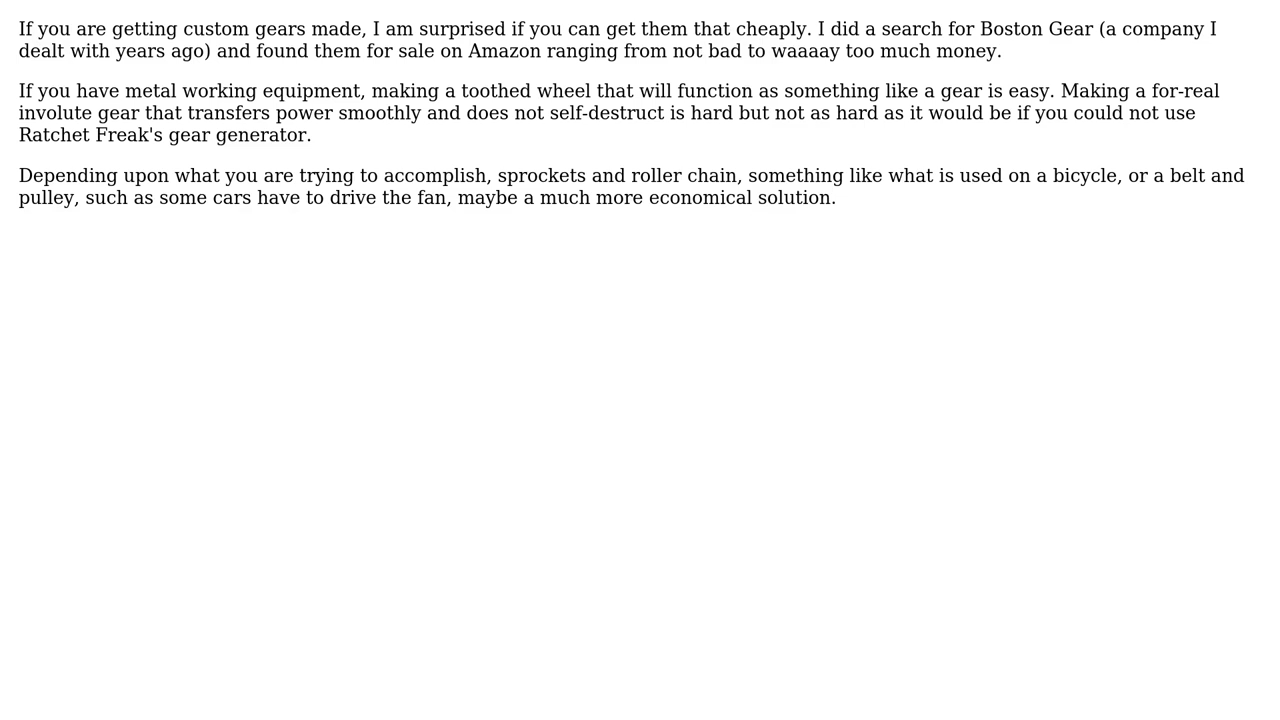 If you are getting custom gears made, I am surprised if you can get them that cheaply. I did a search for Boston Gear (a company I
dealt with years ago) and found them for sale on Amazon ranging from not bad to waaaay too much money.
If you have metal working equipment, making a toothed wheel that will function as something like a gear is easy. Making a for-real
involute gear that transfers power smoothly and does not self-destruct is hard but not as hard as it would be if you could not use
Ratchet Freak's gear generator.
Depending upon what you are trying to accomplish, sprockets and roller chain, something like what is used on a bicycle, or a belt and
pulley, such as some cars have to drive the fan, maybe a much more economical solution.